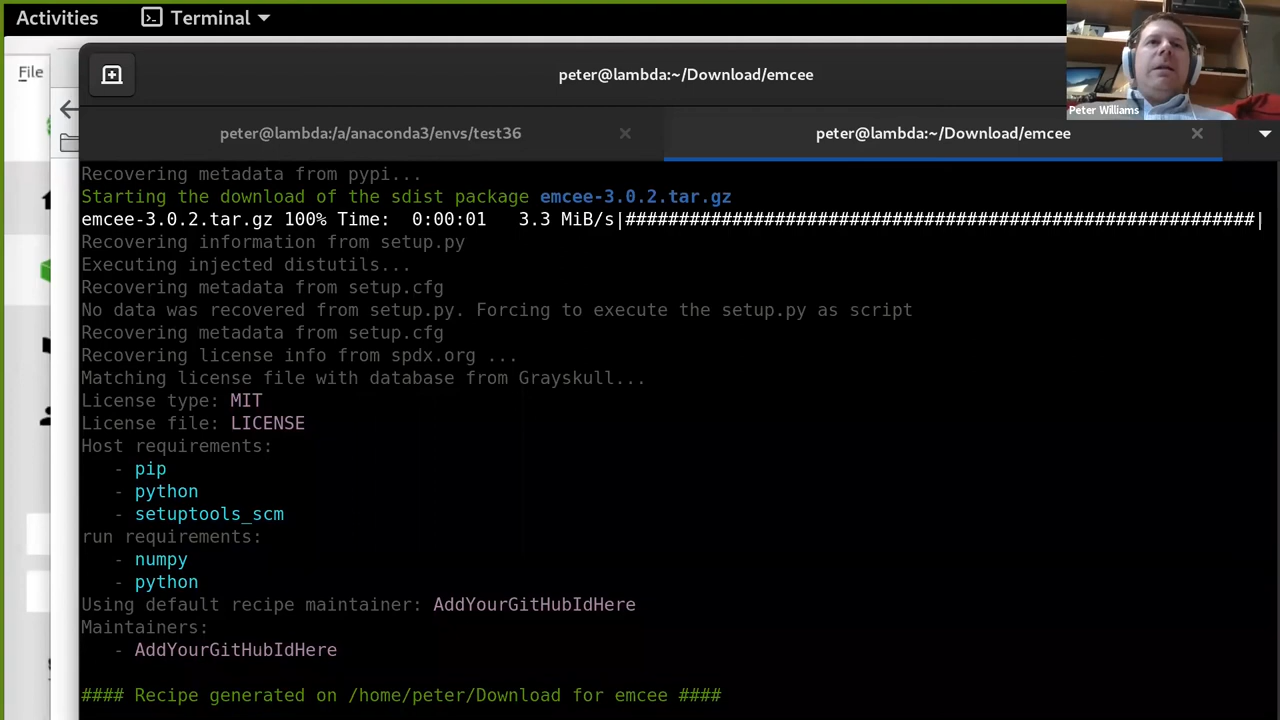 Activities Terminal
File
peter@lambda:~/Download/emcee
Peter Williams
peter@lambda:/a/anaconda3/envs/test36
peter@lambda:~/Download/emcee
Recovering metadata from pypi...
Starting the download of the sdist package emcee-3.0.2.tar.gz
emcee-3.0.2.tar.gz 100% Time:  0:00:01   3.3 MiB/s|###########################################################|
Recovering information from setup.py
Executing injected distutils...
Recovering metadata from setup.cfg
No data was recovered from setup.py. Forcing to execute the setup.py as script
Recovering metadata from setup.cfg
Recovering license info from spdx.org ...
Matching license file with database from Grayskull...
License type: MIT
License file: LICENSE
Host requirements:
- pip
- python
- setuptools_scm
run requirements:
- numpy
- python
Using default recipe maintainer: AddYourGitHubIdHere
Maintainers:
- AddYourGitHubIdHere
#### Recipe generated on /home/peter/Download for emcee ####